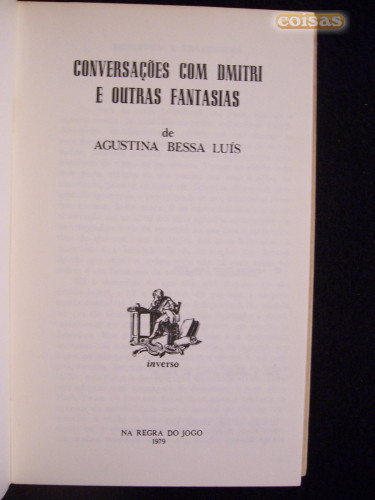 coisas
CONVERSAÇÕES COM DMITRI
E OUTRAS FANTASIAS
de
AGUSTINA BESSA LUÍS
inverso
NA REGRA DO JOGO
1979